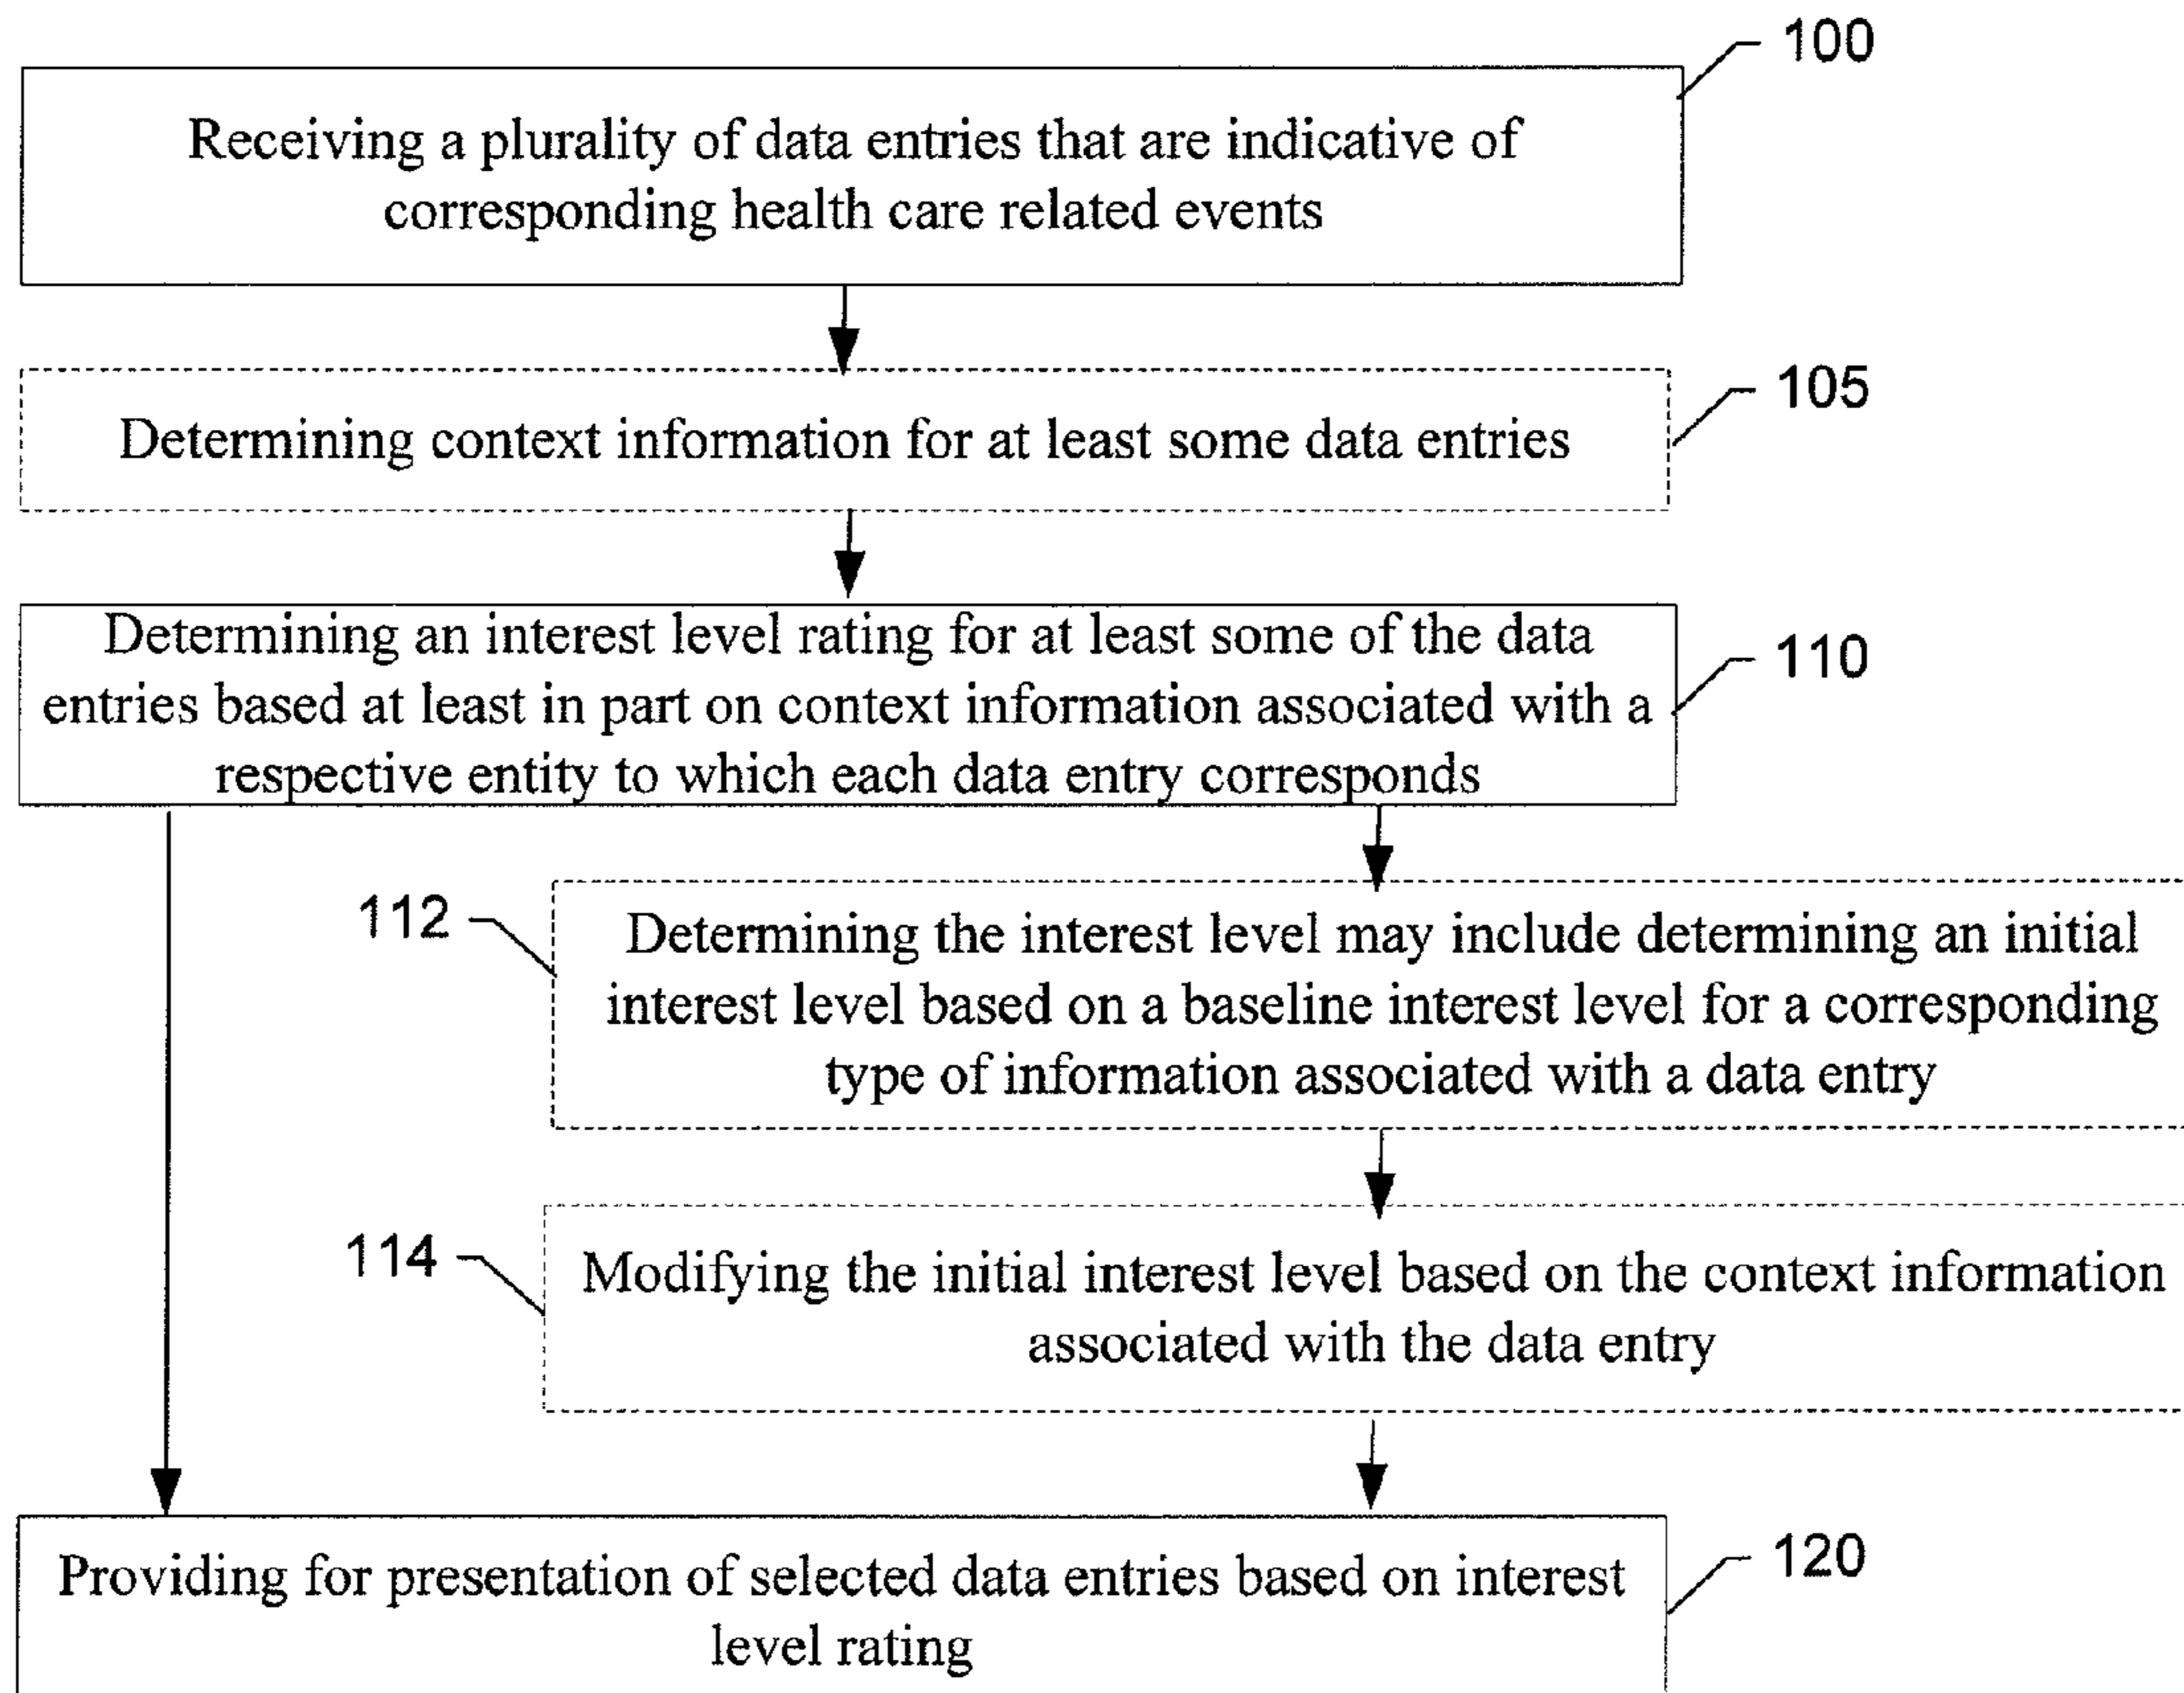 100
Receiving a plurality of data entries that are indicative of
corresponding health care related events
105
Determining context information for at least some data entries
Determining an interest level rating for at least some of the data
entries based at least in part on context information associated with a
respective entity to which each data entry corresponds
110
112
Determining the interest level may include determining an initial
interest level based on a baseline interest level for a corresponding
type of information associated with a data entry
114
Modifying the initial interest level based on the context information
associated with the data entry
120
Providing for presentation of selected data entries based on interest
level rating